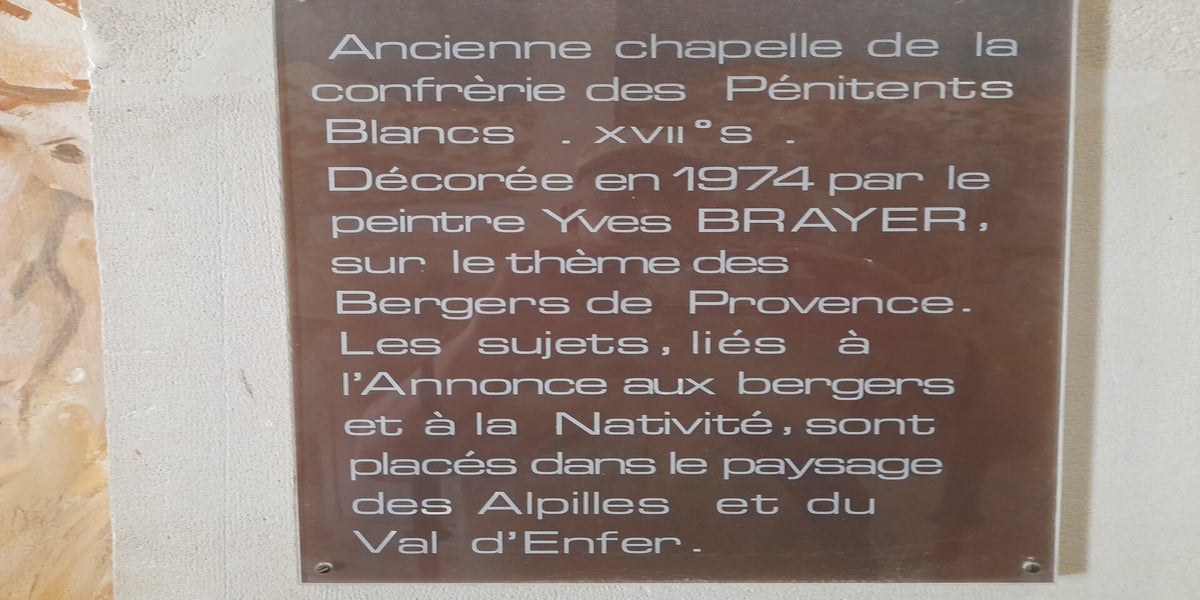 Ancienne chapelle de la
confrèrie des Pénitents
Blancs . XVII°s .
Décorée en 1974 par le
peintre Yves BRAYER,
sur le thème des
Bergers de Provence.
Les sujets, liés à
l'Annonce aux bergers
et à la Nativité, sont
placés dans le paysage
des Alpilles et du
Val d'Enfer.